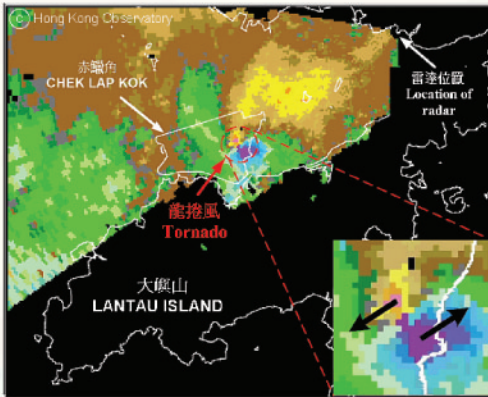 © Hong Kong Observatory
赤鱲角
CHEK LAP KOK
雷達位置
Location of
radar
龍捲風
Tornado
大嶼山
LANTAU ISLAND